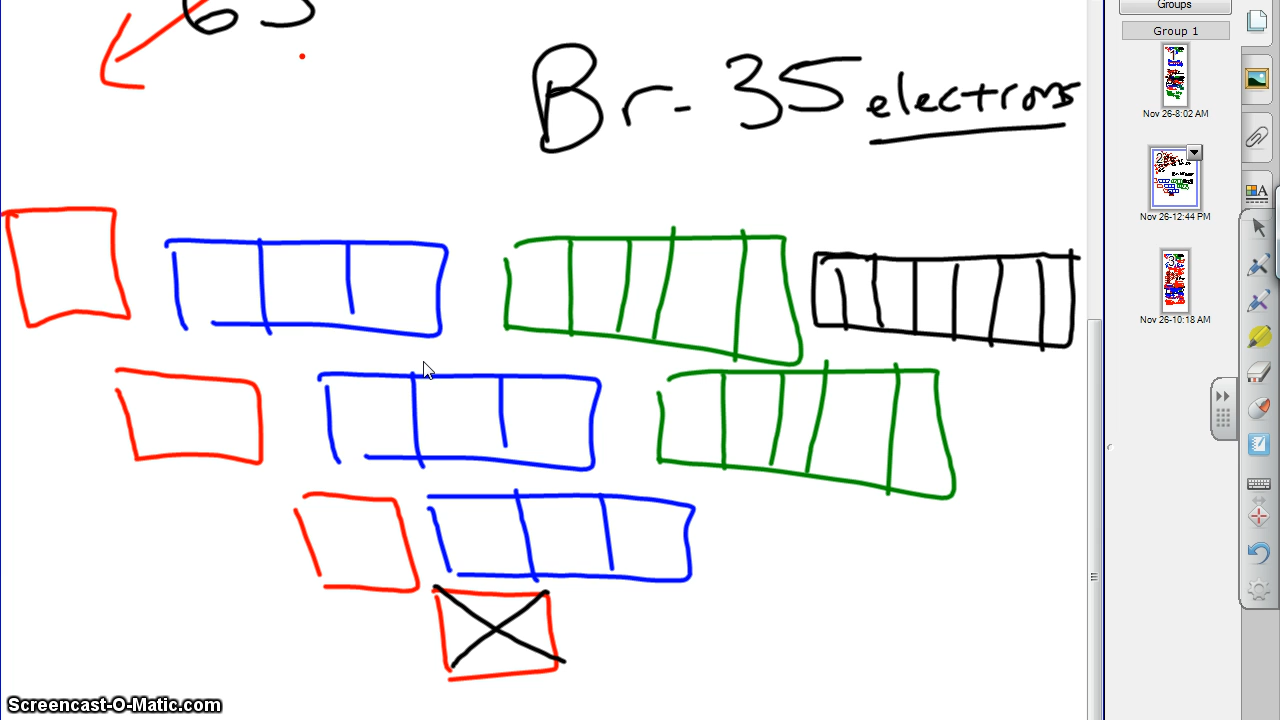 Groups
Group 1
Nov 26-8:02 AM
Nov 25-12:44 PM
Nov 26-10:18 AM
Br- 35 electrons
Screencast-O-Matic.com